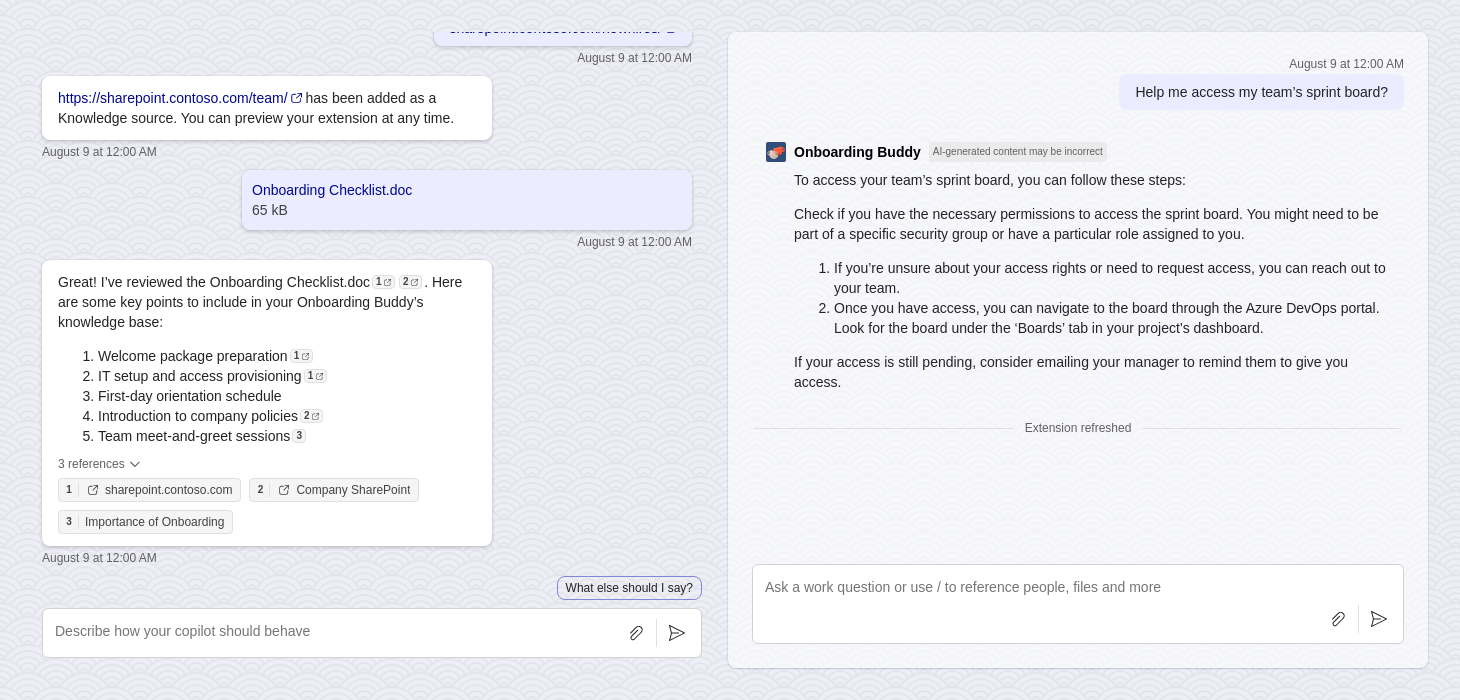 August 9 at 12:00 AM
https://sharepoint.contoso.com/team/ has been added as a
Knowledge source. You can preview your extension at any time.
August 9 at 12:00 AM
Onboarding Checklist.doc
65 kB
August 9 at 12:00 AM
Great! I’ve reviewed the Onboarding Checklist.doc 1 2 . Here
are some key points to include in your Onboarding Buddy’s
knowledge base:
1. Welcome package preparation 1
2. IT setup and access provisioning 1
3. First-day orientation schedule
4. Introduction to company policies 2
5. Team meet-and-greet sessions 3
3 references
1 sharepoint.contoso.com 2 Company SharePoint
3 Importance of Onboarding
August 9 at 12:00 AM
What else should I say?
Describe how your copilot should behave
August 9 at 12:00 AM
Help me access my team’s sprint board?
Onboarding Buddy AI-generated content may be incorrect
To access your team’s sprint board, you can follow these steps:
Check if you have the necessary permissions to access the sprint board. You might need to be
part of a specific security group or have a particular role assigned to you.
1. If you’re unsure about your access rights or need to request access, you can reach out to
your team.
2. Once you have access, you can navigate to the board through the Azure DevOps portal.
Look for the board under the ‘Boards’ tab in your project’s dashboard.
If your access is still pending, consider emailing your manager to remind them to give you
access.
Extension refreshed
Ask a work question or use / to reference people, files and more